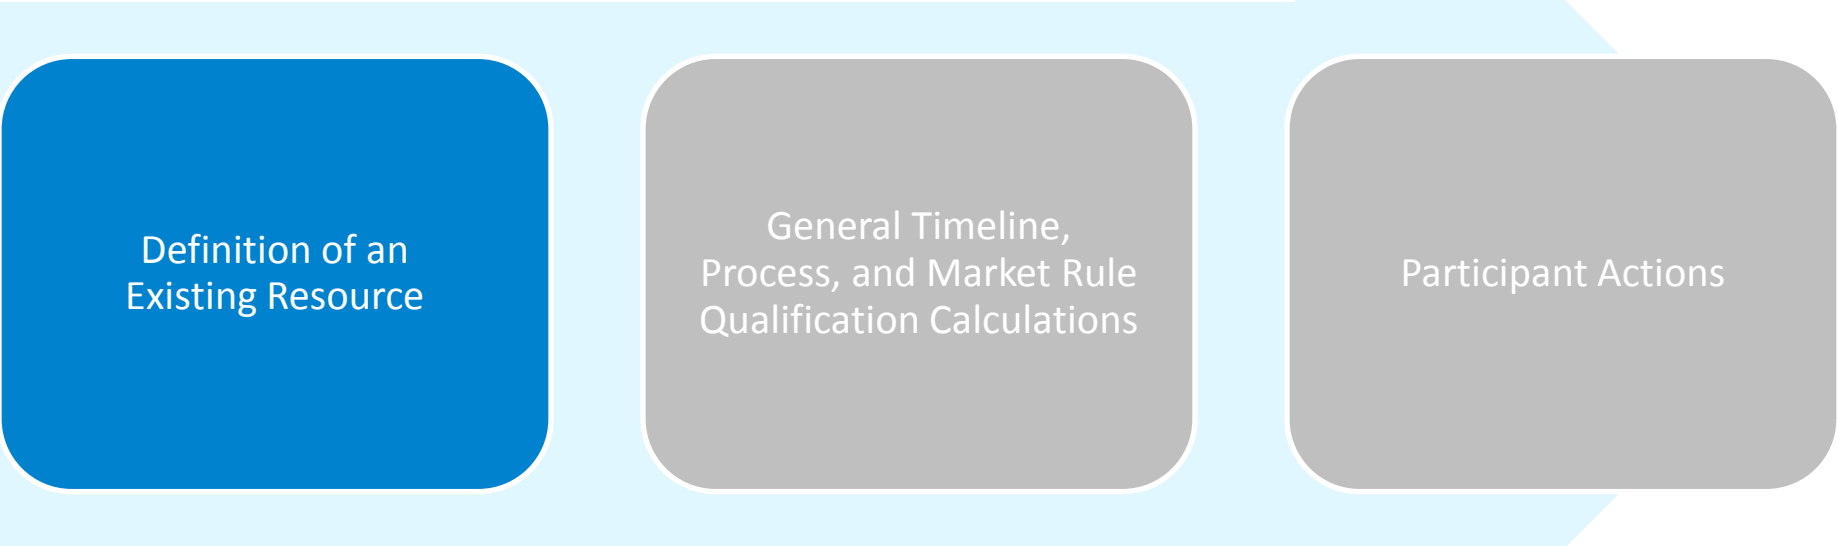 Definition of an
Existing Resource
General Timeline,
Process, and Market Rule
Qualification Calculations
Participant Actions